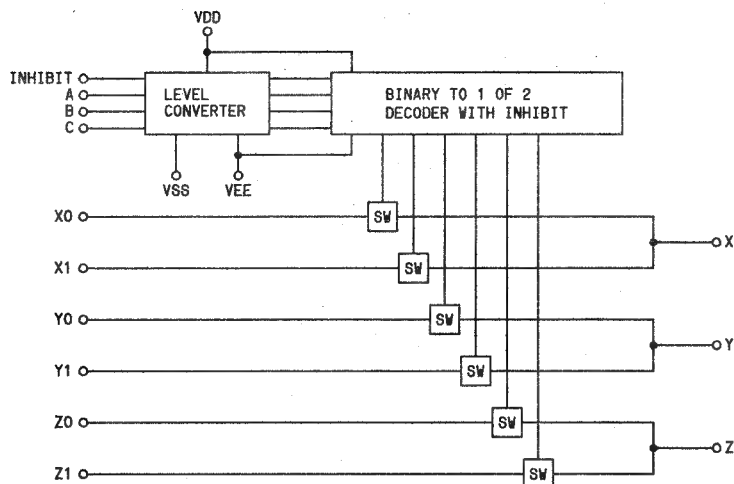 VDD
INHIBIT
A
B
C
LEVEL
CONVERTER
BINARY TO 1 OF 2
DECODER WITH INHIBIT
VSS
VEE
X0
SW
X
X1
SW
Y0
SW
Y
Y1
SW
Z0
SW
Z
Z1
SW